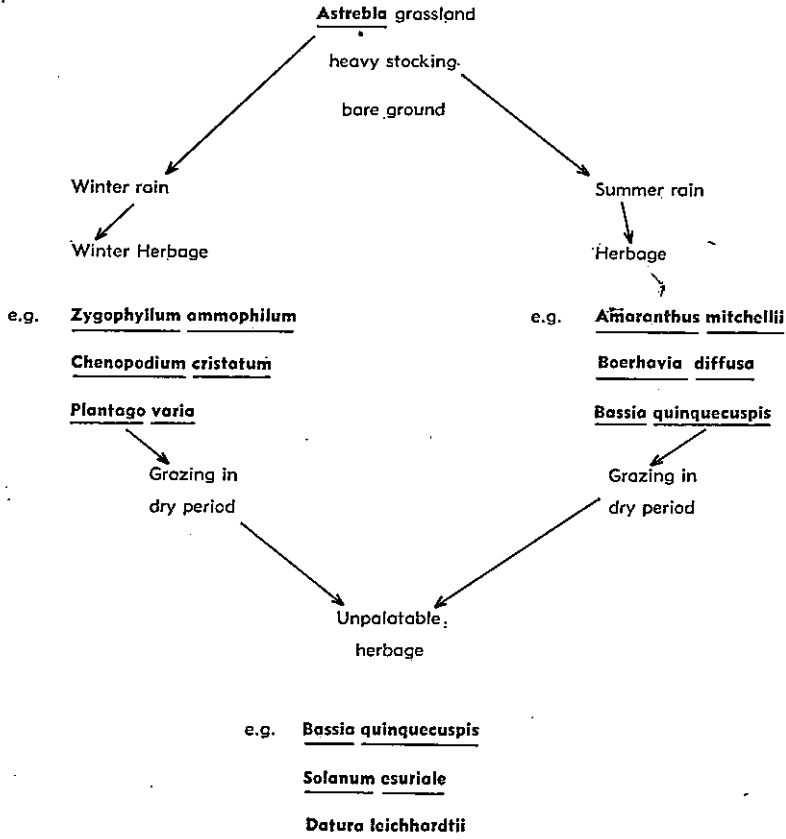 Astrebla grassland
heavy stocking
bare ground
Winter rain
Summer rain
Winter Herbage
Herbage
e.g. Zygophyllum ammophilum
e.g. Amaranthus mitchellii
Chenopodium cristatum
Boerhavia diffusa
Plantago varia
Bassia quinquecuspis
Grazing in
dry period
Grazing in
dry period
Unpalatable
herbage
e.g. Bassia quinquecuspis
Solanum esuriale
Datura leichhardtii